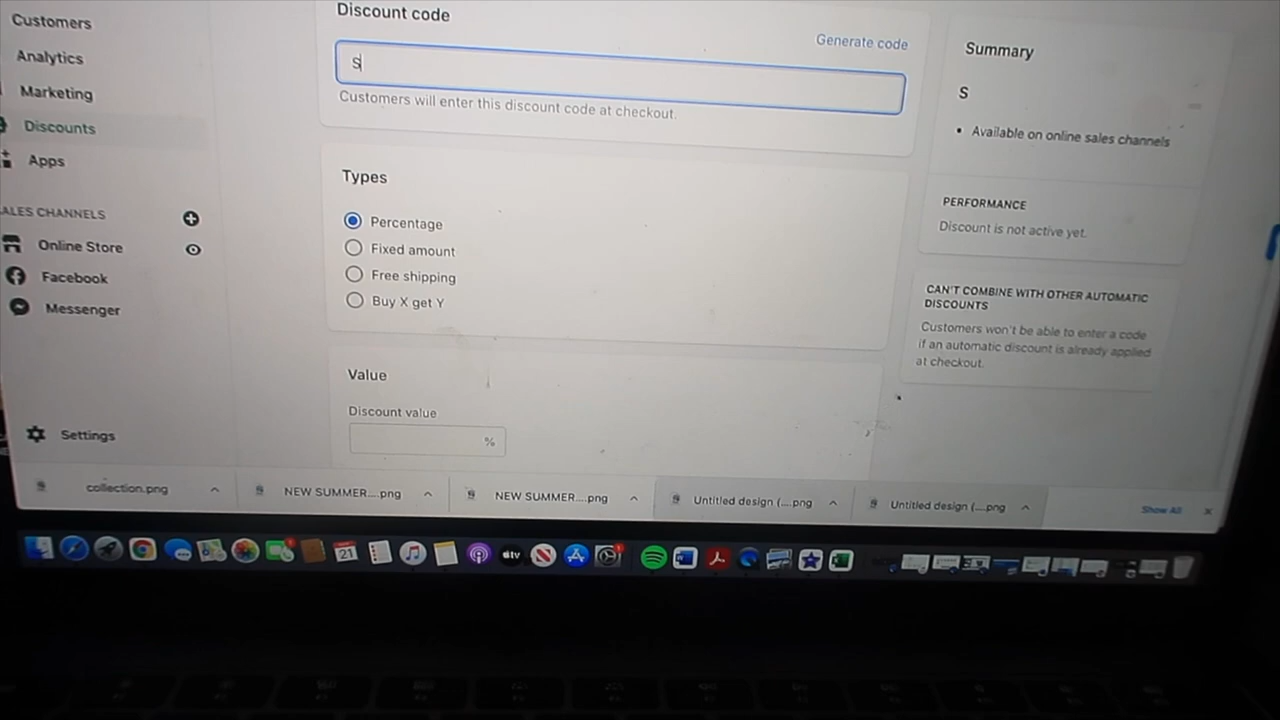 Customers
Analytics
Marketing
Discounts
Apps
ALES CHANNELS
Online Store
Facebook
Messenger
Settings
Discount code
Generate code
S
Customers will enter this discount code at checkout.
Types
Percentage
Fixed amount
Free shipping
Buy X get Y
Value
Discount value
%
Summary
S
• Available on online sales channels
PERFORMANCE
Discount is not active yet.
CAN'T COMBINE WITH OTHER AUTOMATIC
DISCOUNTS
Customers won't be able to enter a code
if an automatic discount is already applied
at checkout.
collection.png
NEW SUMMER....png
NEW SUMMER....png
Untitled design (....png
Untitled design (....png
Show All
21
tv